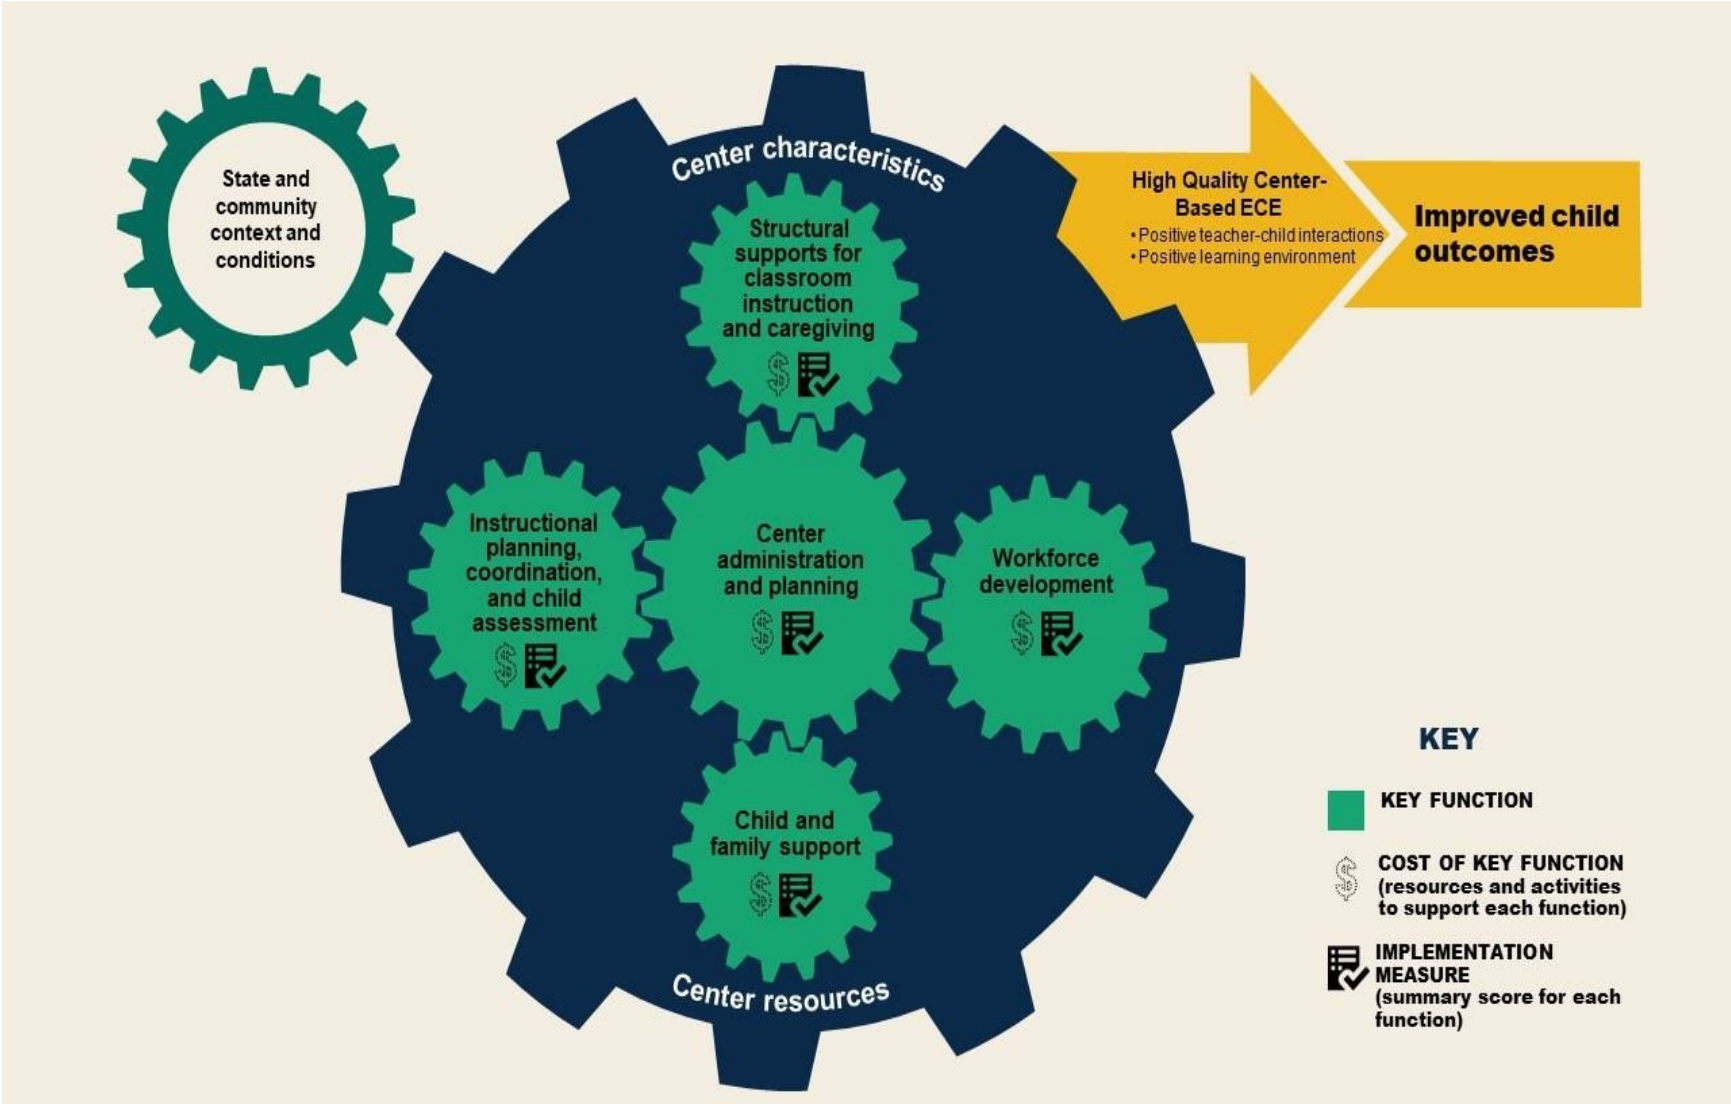 State and
community
context and
conditions
Center characteristics
Structural
supports for
classroom
instruction
and caregiving
Instructional
planning,
coordination,
and child
assessment
Center
administration
and planning
Workforce
development
Child and
family support
Center resources
High Quality Center-
Based ECE
• Positive teacher-child interactions
• Positive learning environment
Improved child
outcomes
KEY
KEY FUNCTION
COST OF KEY FUNCTION
(resources and activities
to support each function)
IMPLEMENTATION
MEASURE
(summary score for each
function)